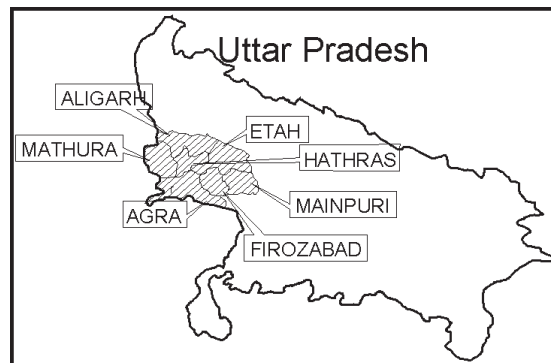 Uttar Pradesh
ALIGARH
ETAH
MATHURA
HATHRAS
MAINPURI
AGRA
FIROZABAD